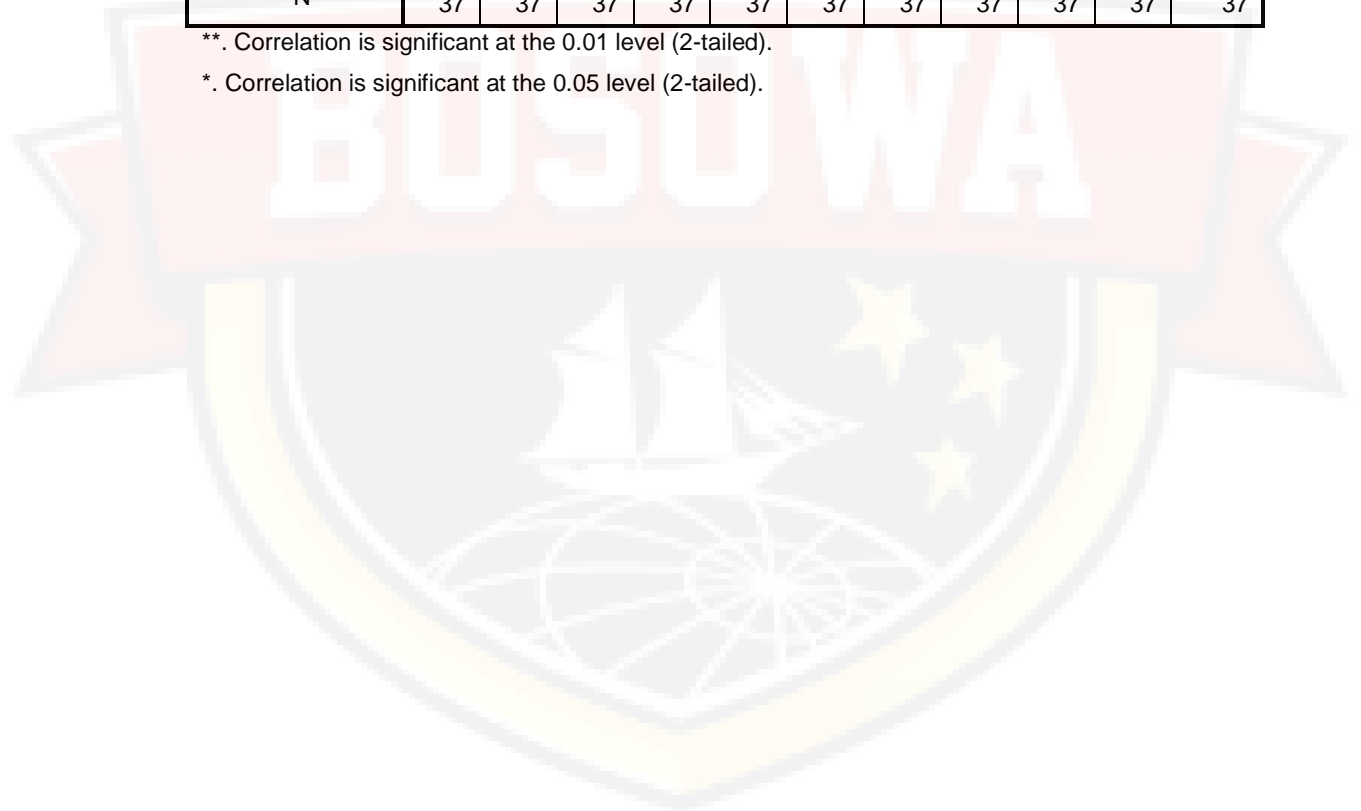 N 37 37 37 37 37 37 37 37 37 37 37
**. Correlation is significant at the 0.01 level (2-tailed).
*. Correlation is significant at the 0.05 level (2-tailed).
BOSOWA